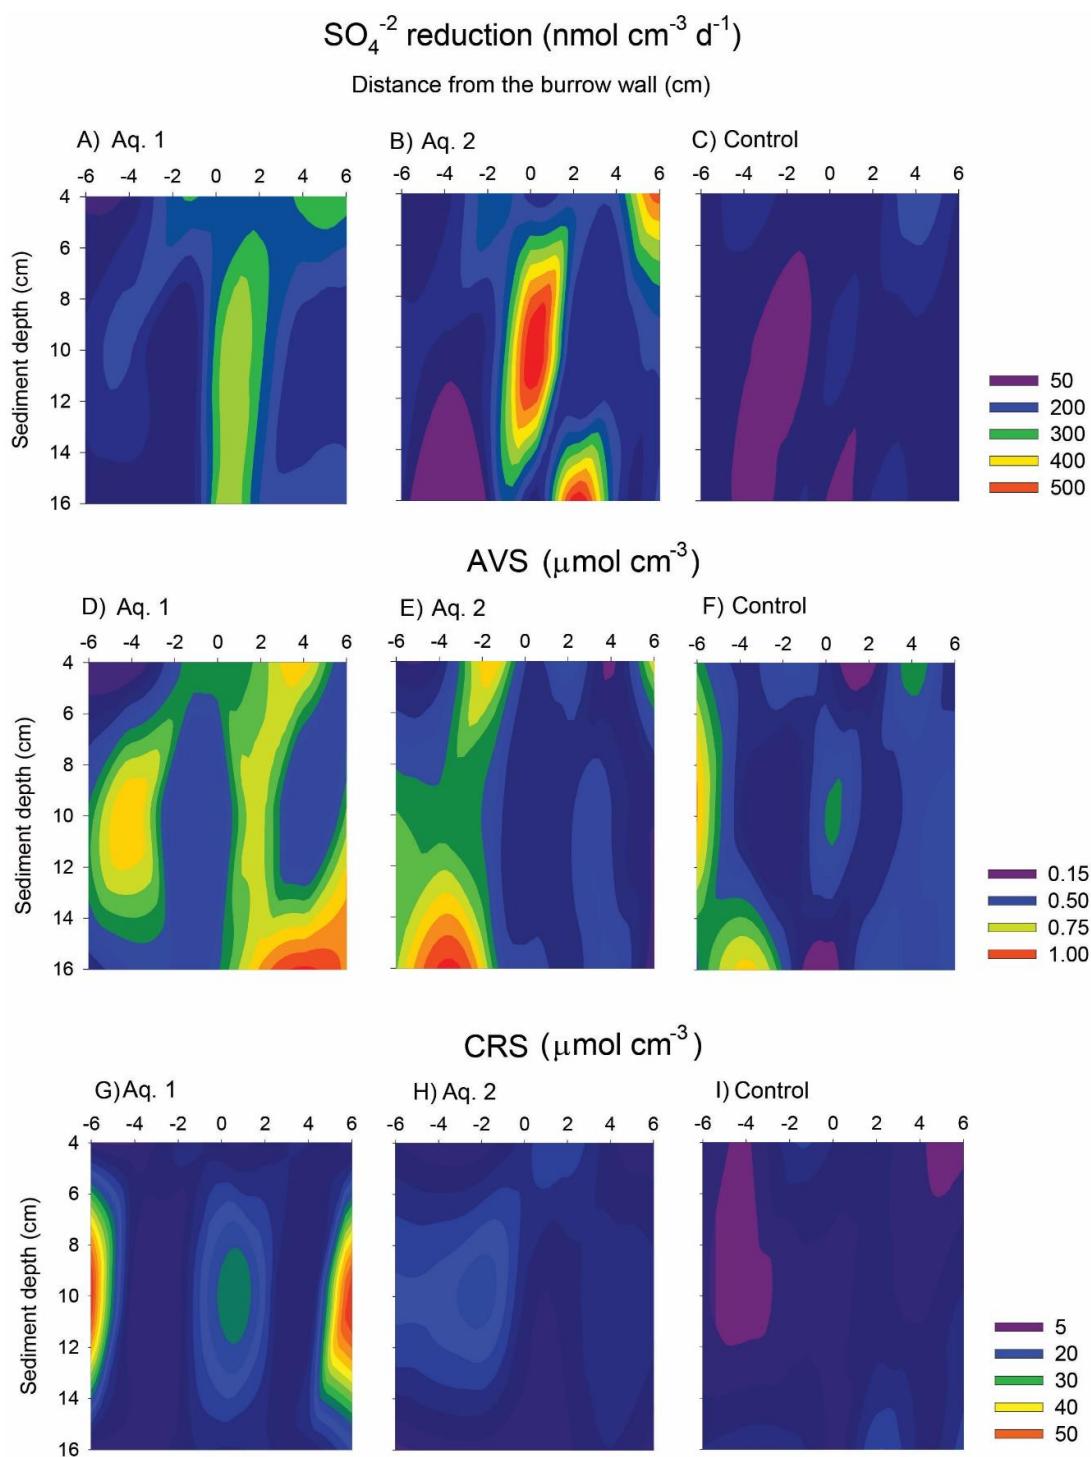 SO4-2 reduction (nmol cm-3 d-1)
Distance from the burrow wall (cm)
A) Aq. 1
B) Aq. 2
C) Control
-6 -4 -2 0 2 4 6
-6 -4 -2 0 2 4 6
-6 -4 -2 0 2 4 6
Sediment depth (cm)
4
6
8
10
12
14
16
50
200
300
400
500
AVS (μmol cm-3)
D) Aq. 1
E) Aq. 2
F) Control
-6 -4 -2 0 2 4 6
-6 -4 -2 0 2 4 6
-6 -4 -2 0 2 4 6
Sediment depth (cm)
4
6
8
10
12
14
16
0.15
0.50
0.75
1.00
CRS (μmol cm-3)
G) Aq. 1
H) Aq. 2
I) Control
-6 -4 -2 0 2 4 6
-6 -4 -2 0 2 4 6
-6 -4 -2 0 2 4 6
Sediment depth (cm)
4
6
8
10
12
14
16
5
20
30
40
50